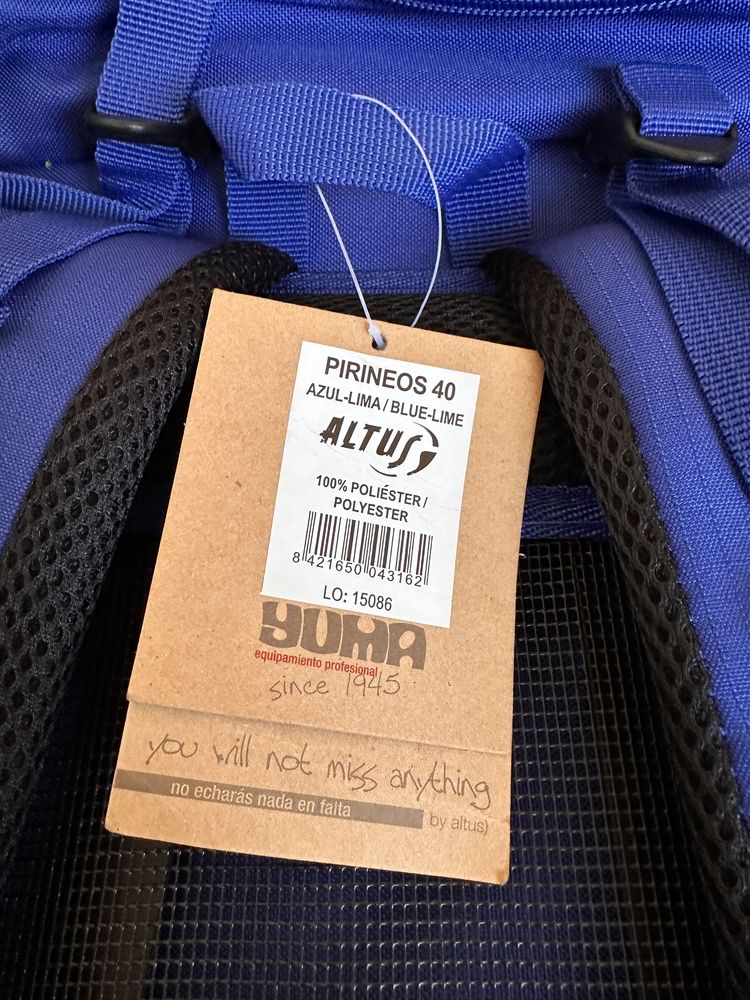 PIRINEOS 40
AZUL-LIMA / BLUE-LIME
ALTUS
100% POLIÉSTER /
POLYESTER
8 421650 043162
LO: 15086
YUMA
equipamiento profesional
since 1945
you will not miss anything
no echarás nada en falta
by altus)